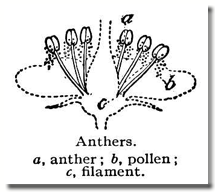 a
b
c
Anthers.
a, anther; b, pollen;
c, filament.